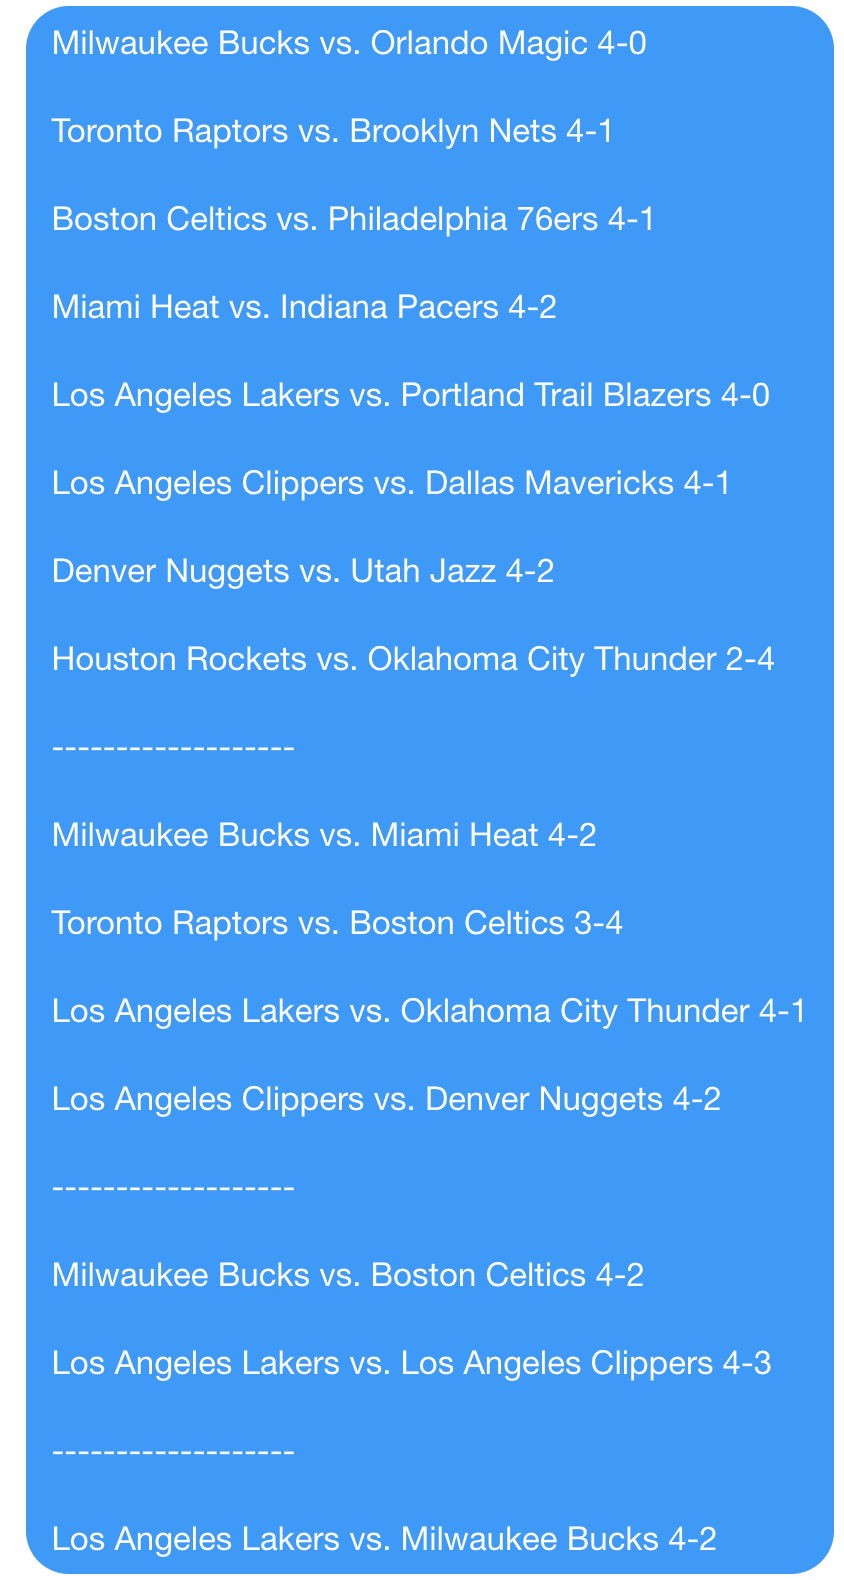 Milwaukee Bucks vs. Orlando Magic 4-0
Toronto Raptors vs. Brooklyn Nets 4-1
Boston Celtics vs. Philadelphia 76ers 4-1
Miami Heat vs. Indiana Pacers 4-2
Los Angeles Lakers vs. Portland Trail Blazers 4-0
Los Angeles Clippers vs. Dallas Mavericks 4-1
Denver Nuggets vs. Utah Jazz 4-2
Houston Rockets vs. Oklahoma City Thunder 2-4
-------------------
Milwaukee Bucks vs. Miami Heat 4-2
Toronto Raptors vs. Boston Celtics 3-4
Los Angeles Lakers vs. Oklahoma City Thunder 4-1
Los Angeles Clippers vs. Denver Nuggets 4-2
-------------------
Milwaukee Bucks vs. Boston Celtics 4-2
Los Angeles Lakers vs. Los Angeles Clippers 4-3
-------------------
Los Angeles Lakers vs. Milwaukee Bucks 4-2